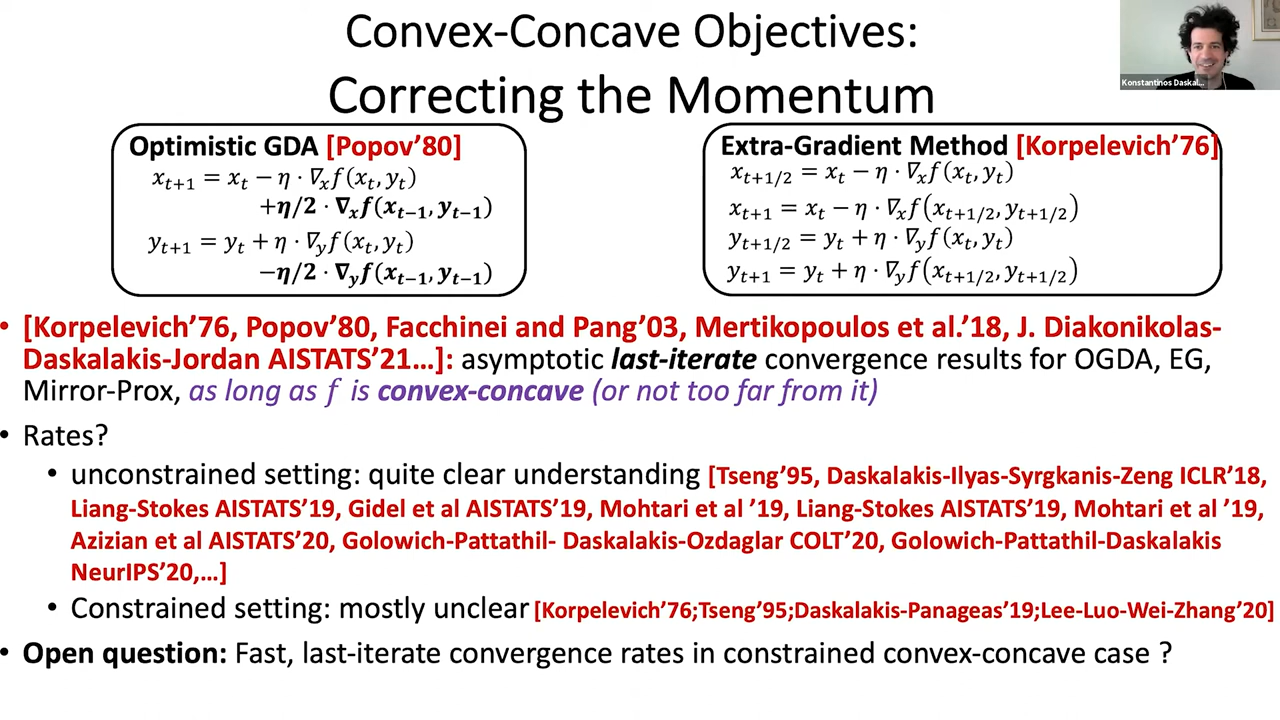 Convex-Concave Objectives:
Correcting the Momentum
Konstantinos Daskal...
Optimistic GDA [Popov’80]
x_{t+1} = x_t − η · ∇_x f(x_t, y_t)
+η/2 · ∇_x f(x_{t−1}, y_{t−1})
y_{t+1} = y_t + η · ∇_y f(x_t, y_t)
−η/2 · ∇_y f(x_{t−1}, y_{t−1})
Extra-Gradient Method [Korpelevich’76]
x_{t+1/2} = x_t − η · ∇_x f(x_t, y_t)
x_{t+1} = x_t − η · ∇_x f(x_{t+1/2}, y_{t+1/2})
y_{t+1/2} = y_t + η · ∇_y f(x_t, y_t)
y_{t+1} = y_t + η · ∇_y f(x_{t+1/2}, y_{t+1/2})
• [Korpelevich’76, Popov’80, Facchinei and Pang’03, Mertikopoulos et al.’18, J. Diakonikolas-
Daskalakis-Jordan AISTATS’21…]: asymptotic last-iterate convergence results for OGDA, EG,
Mirror-Prox, as long as f is convex-concave (or not too far from it)
• Rates?
• unconstrained setting: quite clear understanding [Tseng’95, Daskalakis-Ilyas-Syrgkanis-Zeng ICLR’18,
Liang-Stokes AISTATS’19, Gidel et al AISTATS’19, Mohtari et al ’19, Liang-Stokes AISTATS’19, Mohtari et al ’19,
Azizian et al AISTATS’20, Golowich-Pattathil- Daskalakis-Ozdaglar COLT’20, Golowich-Pattathil-Daskalakis
NeurIPS’20,…]
• Constrained setting: mostly unclear [Korpelevich’76;Tseng’95;Daskalakis-Panageas’19;Lee-Luo-Wei-Zhang’20]
• Open question: Fast, last-iterate convergence rates in constrained convex-concave case ?